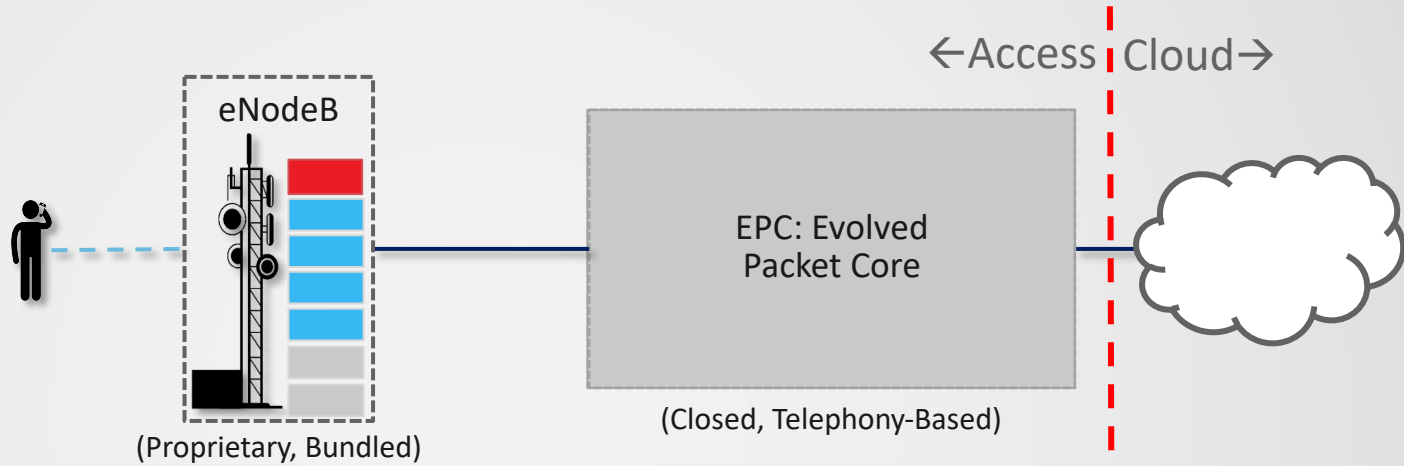 ←Access Cloud→
eNodeB
EPC: Evolved
Packet Core
(Closed, Telephony-Based)
(Proprietary, Bundled)